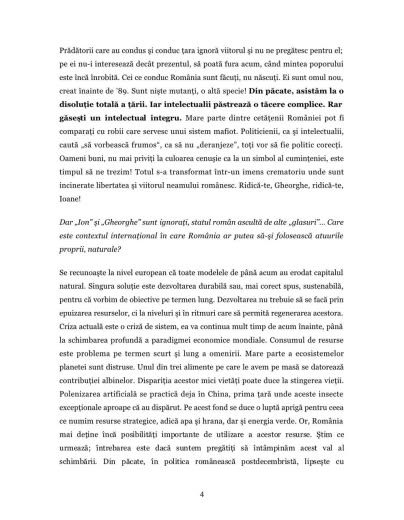 Prădătorii care au condus și conduc țara ignoră viitorul și nu ne pregătesc pentru el;
pe ei nu-i interesează decât prezentul, să poată fura acum, când mintea poporului
este încă înrobită. Cei ce conduc România sunt făcuți, nu născuți. Ei sunt omul nou,
creat înainte de '89. Sunt niște mutanți, o altă specie! Din păcate, asistăm la o
disoluție totală a țării. Iar intelectualii păstrează o tăcere complice. Rar
găsești un intelectual integru. Mare parte dintre cetățenii României pot fi
comparați cu robii care servesc unui sistem mafiot. Politicienii, ca și intelectualii,
caută „să vorbească frumos“, ca să nu „deranjeze”, toți vor să fie politic corecți.
Oameni buni, nu mai priviți la culoarea cenușie ca la un simbol al cumințeniei, este
timpul să ne trezim! Totul s-a transformat într-un imens crematoriu unde sunt
incinerate libertatea și viitorul neamului românesc. Ridică-te, Gheorghe, ridică-te,
Ioane!
Dar „Ion” și „Gheorghe” sunt ignorați, statul român ascultă de alte „glasuri”... Care
este contextul internațional în care România ar putea să-și folosească atuurile
proprii, naturale?
Se recunoaște la nivel european că toate modelele de până acum au erodat capitalul
natural. Singura soluție este dezvoltarea durabilă sau, mai corect spus, sustenabilă,
pentru că vorbim de obiective pe termen lung. Dezvoltarea nu trebuie să se facă prin
epuizarea resurselor, ci la niveluri și în ritmuri care să permită regenerarea acestora.
Criza actuală este o criză de sistem, ea va continua mult timp de acum înainte, până
la schimbarea profundă a paradigmei economice mondiale. Consumul de resurse
este problema pe termen scurt și lung a omenirii. Mare parte a ecosistemelor
planetei sunt distruse. Unul din trei alimente pe care le avem pe masă se datorează
contribuției albinelor. Dispariția acestor mici vietăți poate duce la stingerea vieții.
Polenizarea artificială se practică deja în China, prima țară unde aceste insecte
excepționale aproape că au dispărut. Pe acest fond se duce o luptă aprigă pentru ceea
ce numim resurse strategice, adică apa și hrana, dar și energia verde. Or, România
mai deține încă posibilități importante de utilizare a acestor resurse. Știm ce
urmează; întrebarea este dacă suntem pregătiți să întâmpinăm acest val al
schimbării. Din păcate, în politica românească postdecembristă, lipsește cu
4